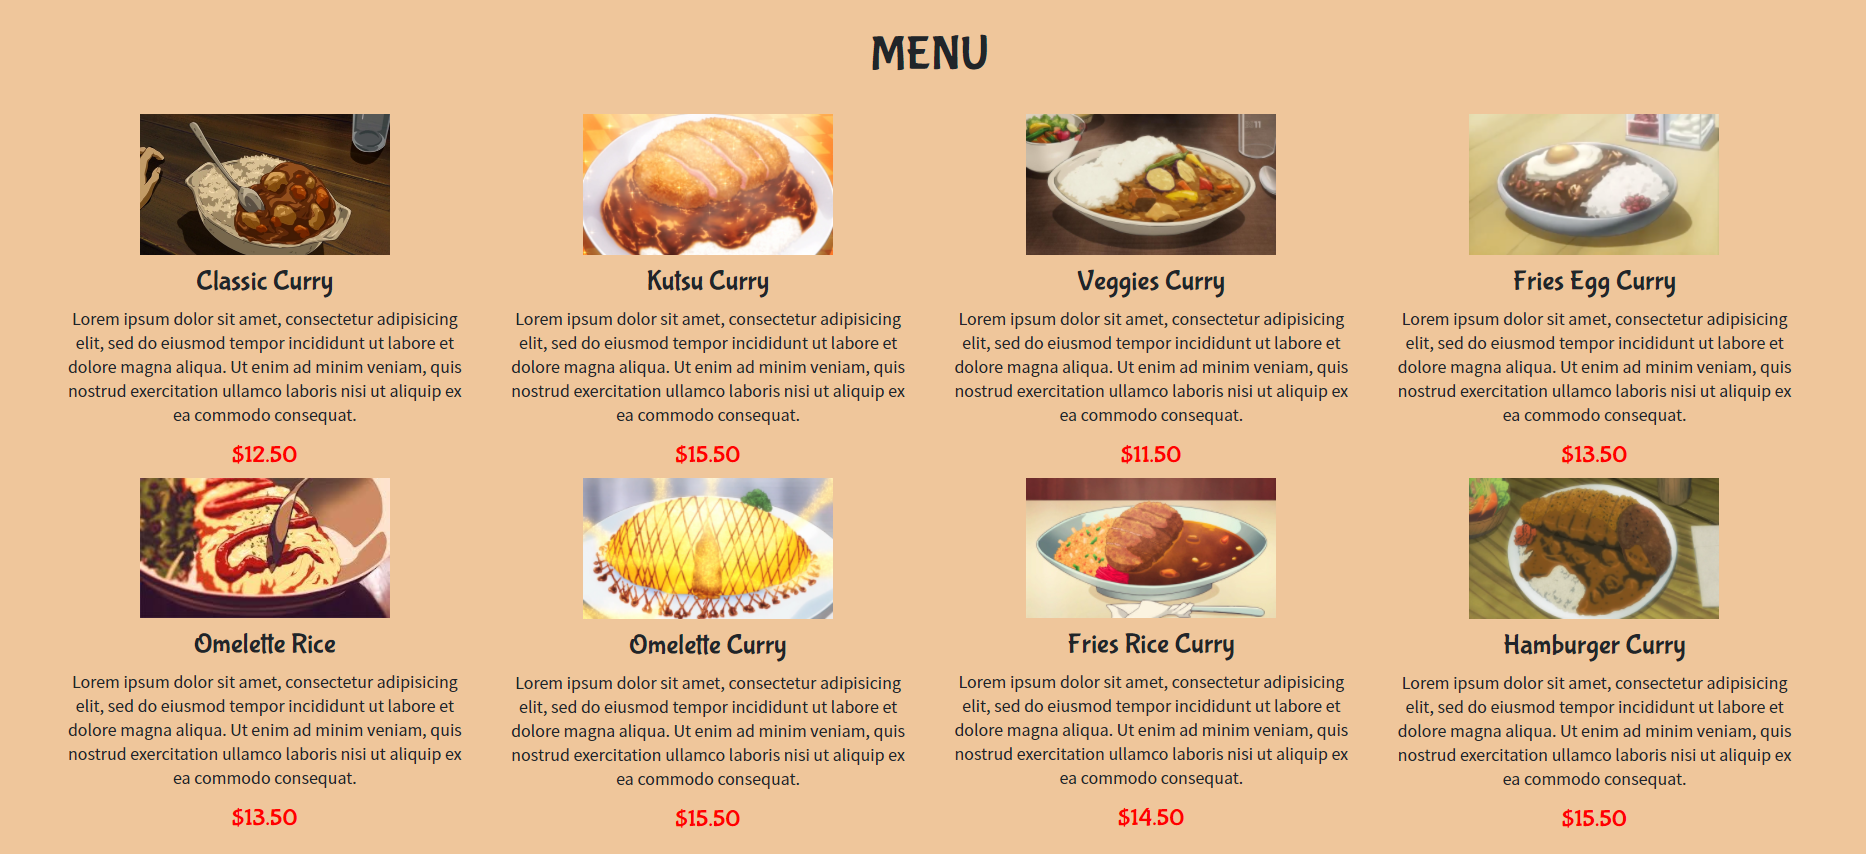 MENU
Classic Curry
Lorem ipsum dolor sit amet, consectetur adipisicing
elit, sed do eiusmod tempor incididunt ut labore et
dolore magna aliqua. Ut enim ad minim veniam, quis
nostrud exercitation ullamco laboris nisi ut aliquip ex
ea commodo consequat.
$12.50
Kutsu Curry
Lorem ipsum dolor sit amet, consectetur adipisicing
elit, sed do eiusmod tempor incididunt ut labore et
dolore magna aliqua. Ut enim ad minim veniam, quis
nostrud exercitation ullamco laboris nisi ut aliquip ex
ea commodo consequat.
$15.50
Veggies Curry
Lorem ipsum dolor sit amet, consectetur adipisicing
elit, sed do eiusmod tempor incididunt ut labore et
dolore magna aliqua. Ut enim ad minim veniam, quis
nostrud exercitation ullamco laboris nisi ut aliquip ex
ea commodo consequat.
$11.50
Fries Egg Curry
Lorem ipsum dolor sit amet, consectetur adipisicing
elit, sed do eiusmod tempor incididunt ut labore et
dolore magna aliqua. Ut enim ad minim veniam, quis
nostrud exercitation ullamco laboris nisi ut aliquip ex
ea commodo consequat.
$13.50
Omelette Rice
Lorem ipsum dolor sit amet, consectetur adipisicing
elit, sed do eiusmod tempor incididunt ut labore et
dolore magna aliqua. Ut enim ad minim veniam, quis
nostrud exercitation ullamco laboris nisi ut aliquip ex
ea commodo consequat.
$13.50
Omelette Curry
Lorem ipsum dolor sit amet, consectetur adipisicing
elit, sed do eiusmod tempor incididunt ut labore et
dolore magna aliqua. Ut enim ad minim veniam, quis
nostrud exercitation ullamco laboris nisi ut aliquip ex
ea commodo consequat.
$15.50
Fries Rice Curry
Lorem ipsum dolor sit amet, consectetur adipisicing
elit, sed do eiusmod tempor incididunt ut labore et
dolore magna aliqua. Ut enim ad minim veniam, quis
nostrud exercitation ullamco laboris nisi ut aliquip ex
ea commodo consequat.
$14.50
Hamburger Curry
Lorem ipsum dolor sit amet, consectetur adipisicing
elit, sed do eiusmod tempor incididunt ut labore et
dolore magna aliqua. Ut enim ad minim veniam, quis
nostrud exercitation ullamco laboris nisi ut aliquip ex
ea commodo consequat.
$15.50